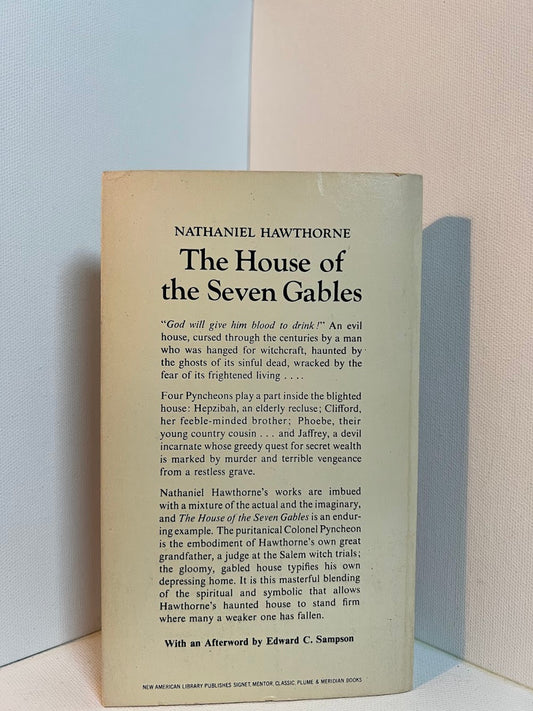 NATHANIEL HAWTHORNE
The House of
the Seven Gables
"God will give him blood to drink!" An evil
house, cursed through the centuries by a man
who was hanged for witchcraft, haunted by
the ghosts of its sinful dead, wracked by the
fear of its frightened living . . . .
Four Pyncheons play a part inside the blighted
house: Hepzibah, an elderly recluse; Clifford,
her feeble-minded brother; Phoebe, their
young country cousin . . . and Jaffrey, a devil
incarnate whose greedy quest for secret wealth
is marked by murder and terrible vengeance
from a restless grave.
Nathaniel Hawthorne's works are imbued
with a mixture of the actual and the imaginary,
and The House of the Seven Gables is an endur-
ing example. The puritanical Colonel Pyncheon
is the embodiment of Hawthorne's own great
grandfather, a judge at the Salem witch trials;
the gloomy, gabled house typifies his own
depressing home. It is this masterful blending
of the spiritual and symbolic that allows
Hawthorne's haunted house to stand firm
where many a weaker one has fallen.
With an Afterword by Edward C. Sampson
NEW AMERICAN LIBRARY PUBLISHES SIGNET, MENTOR, CLASSIC, PLUME & MERIDIAN BOOKS